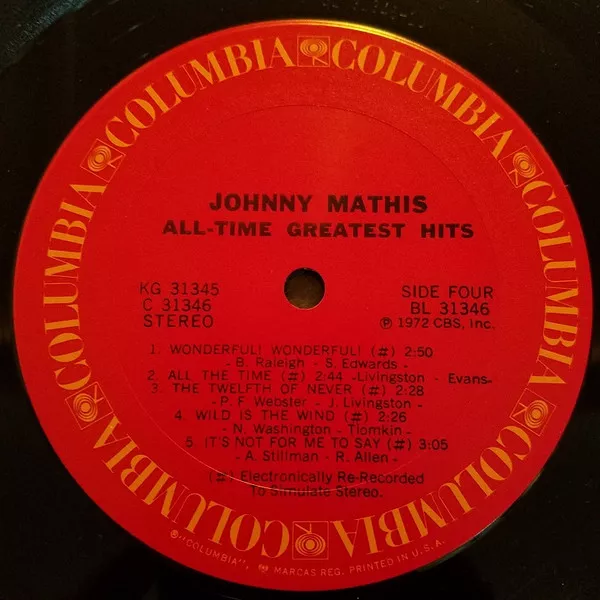 COLUMBIA COLUMBIA COLUMBIA COLUMBIA COLUMBIA COLUMBIA
JOHNNY MATHIS
ALL-TIME GREATEST HITS
KG 31345
C 31346
STEREO
SIDE FOUR
BL 31346
℗ 1972 CBS, Inc.
1. WONDERFUL! WONDERFUL! (#) 2:50
- B. Raleigh - S. Edwards -
2. ALL THE TIME (#) 2:44 -Livingston - Evans-
3. THE TWELFTH OF NEVER (#) 2:28
-P. F. Webster - J. Livingston -
4. WILD IS THE WIND (#) 2:26
- N. Washington - Tiomkin -
5. IT'S NOT FOR ME TO SAY (#) 3:05
- A. Stillman - R. Allen -
(#) Electronically Re-Recorded
To Simulate Stereo.
®"COLUMBIA", MARCAS REG. PRINTED IN U.S.A.